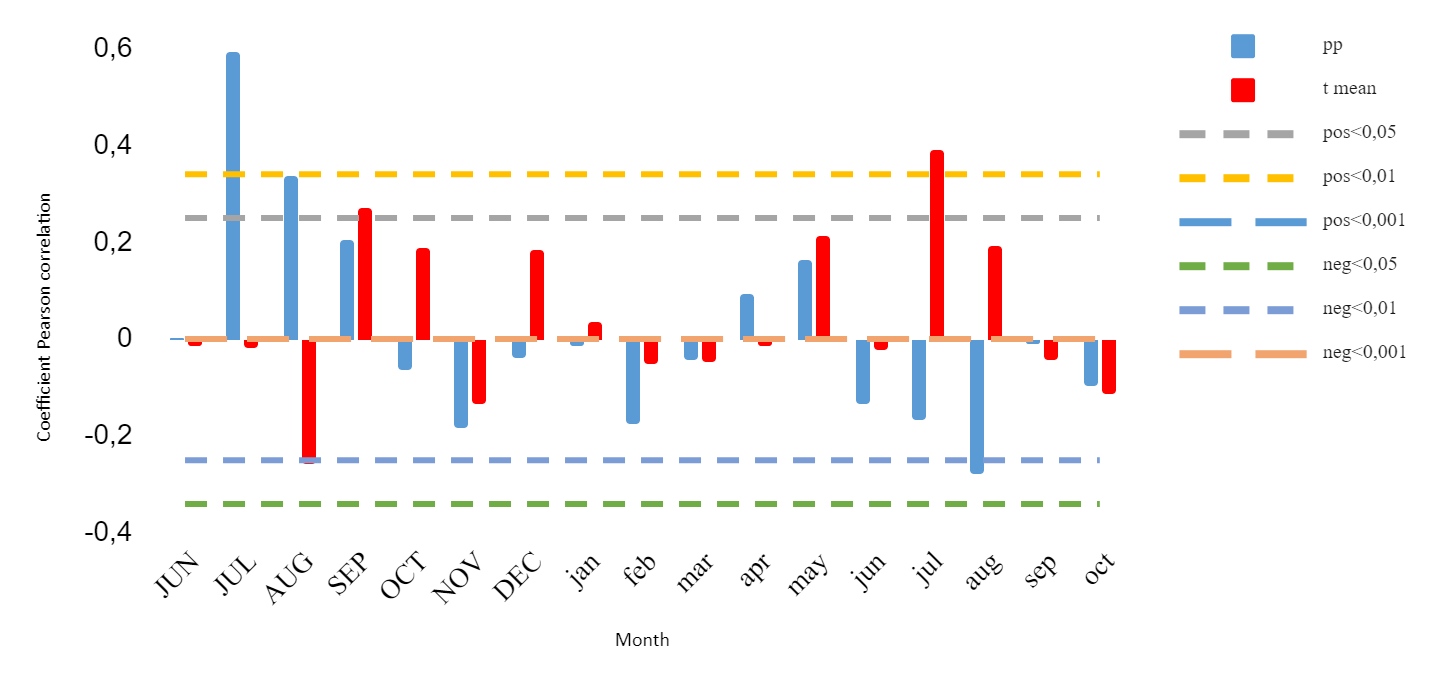 0,6
0,4
0,2
0
-0,2
-0,4
Coefficient Pearson correlation
JUN
JUL
AUG
SEP
OCT
NOV
DEC
jan
feb
mar
apr
may
jun
jul
aug
sep
oct
Month
pp
t mean
pos<0,05
pos<0,01
pos<0,001
neg<0,05
neg<0,01
neg<0,001